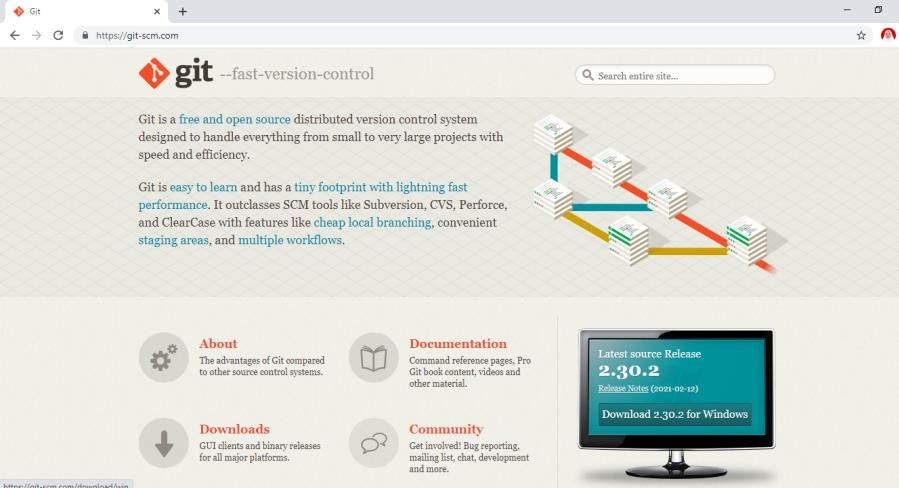 Git
https://git-scm.com
git --fast-version-control
Search entire site...
Git is a free and open source distributed version control system
designed to handle everything from small to very large projects with
speed and efficiency.
Git is easy to learn and has a tiny footprint with lightning fast
performance. It outclasses SCM tools like Subversion, CVS, Perforce,
and ClearCase with features like cheap local branching, convenient
staging areas, and multiple workflows.
About
The advantages of Git compared
to other source control systems.
Documentation
Command reference pages, Pro
Git book content, videos and
other material.
Latest source Release
2.30.2
Release Notes (2021-02-12)
Download 2.30.2 for Windows
Downloads
GUI clients and binary releases
for all major platforms.
Community
Get involved! Bug reporting,
mailing list, chat, development
and more.
https://git-scm.com/download/win